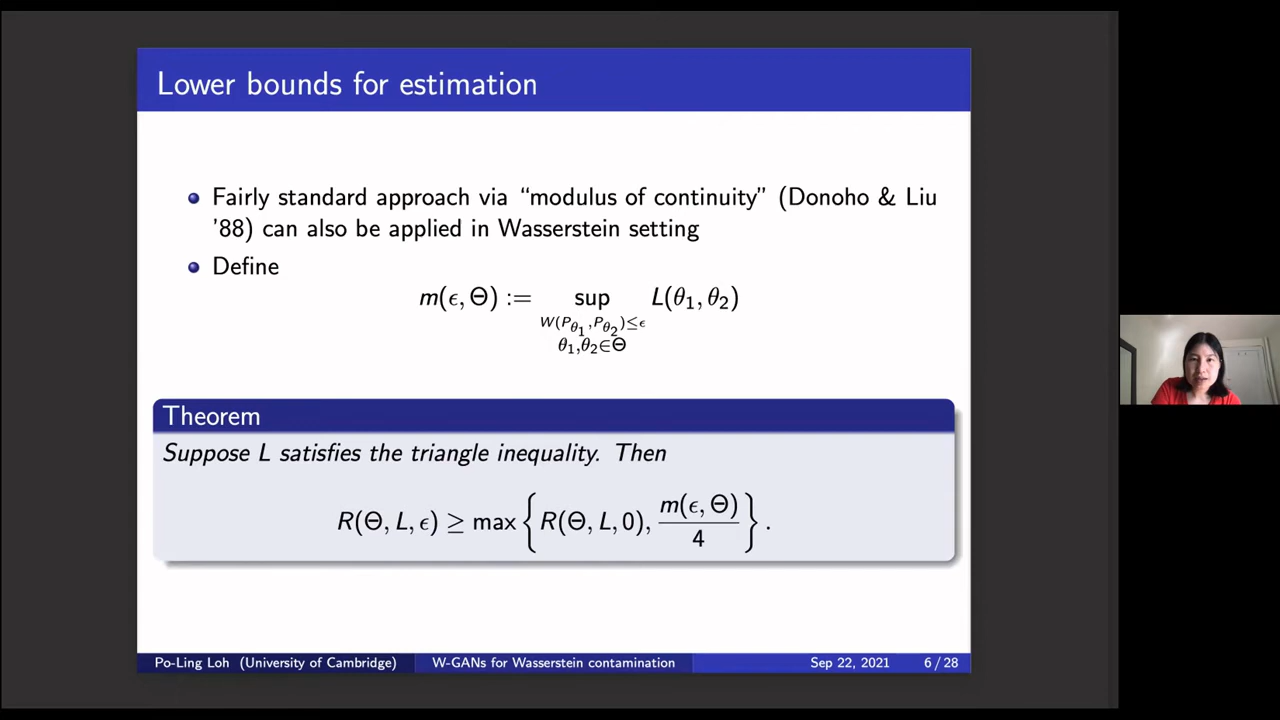 Lower bounds for estimation
Fairly standard approach via “modulus of continuity” (Donoho & Liu
’88) can also be applied in Wasserstein setting
Define
m(ϵ, Θ) := sup L(θ₁, θ₂)
W(P_θ₁, P_θ₂)≤ϵ
θ₁,θ₂∈Θ
Theorem
Suppose L satisfies the triangle inequality. Then
R(Θ, L, ϵ) ≥ max { R(Θ, L, 0), m(ϵ, Θ)/4 } .
Po-Ling Loh (University of Cambridge) W-GANs for Wasserstein contamination Sep 22, 2021 6 / 28